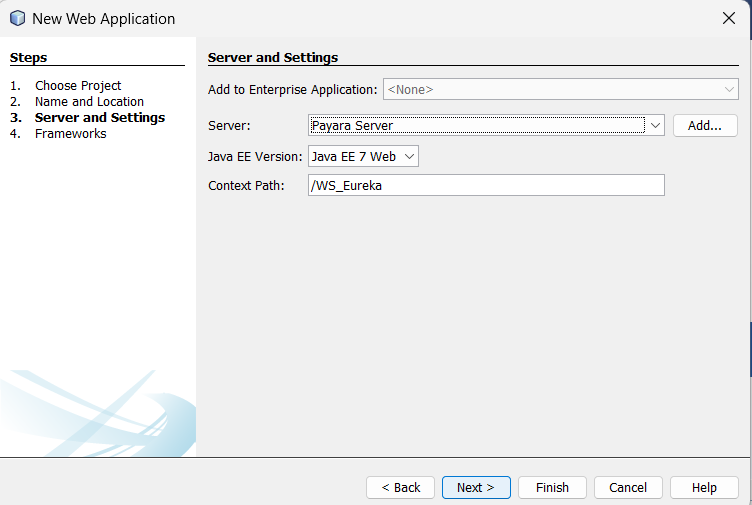 New Web Application
Steps
1. Choose Project
2. Name and Location
3. Server and Settings
4. Frameworks
Server and Settings
Add to Enterprise Application: <None>
Server: Payara Server Add...
Java EE Version: Java EE 7 Web
Context Path: /WS_Eureka
< Back Next > Finish Cancel Help